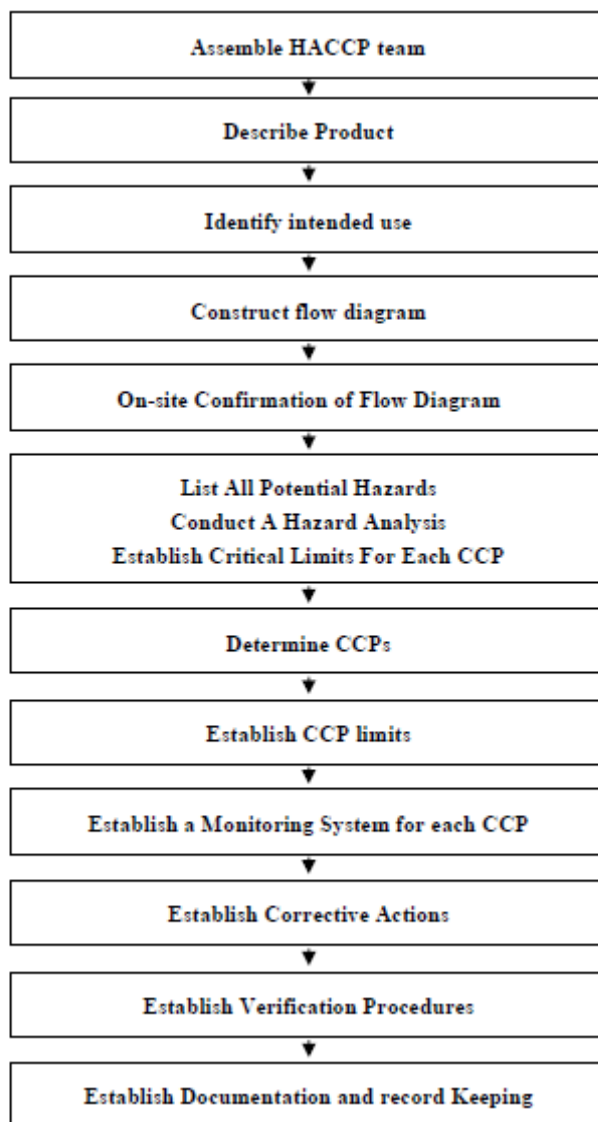 Assemble HACCP team
Describe Product
Identify intended use
Construct flow diagram
On-site Confirmation of Flow Diagram
List All Potential Hazards
Conduct A Hazard Analysis
Establish Critical Limits For Each CCP
Determine CCPs
Establish CCP limits
Establish a Monitoring System for each CCP
Establish Corrective Actions
Establish Verification Procedures
Establish Documentation and record Keeping